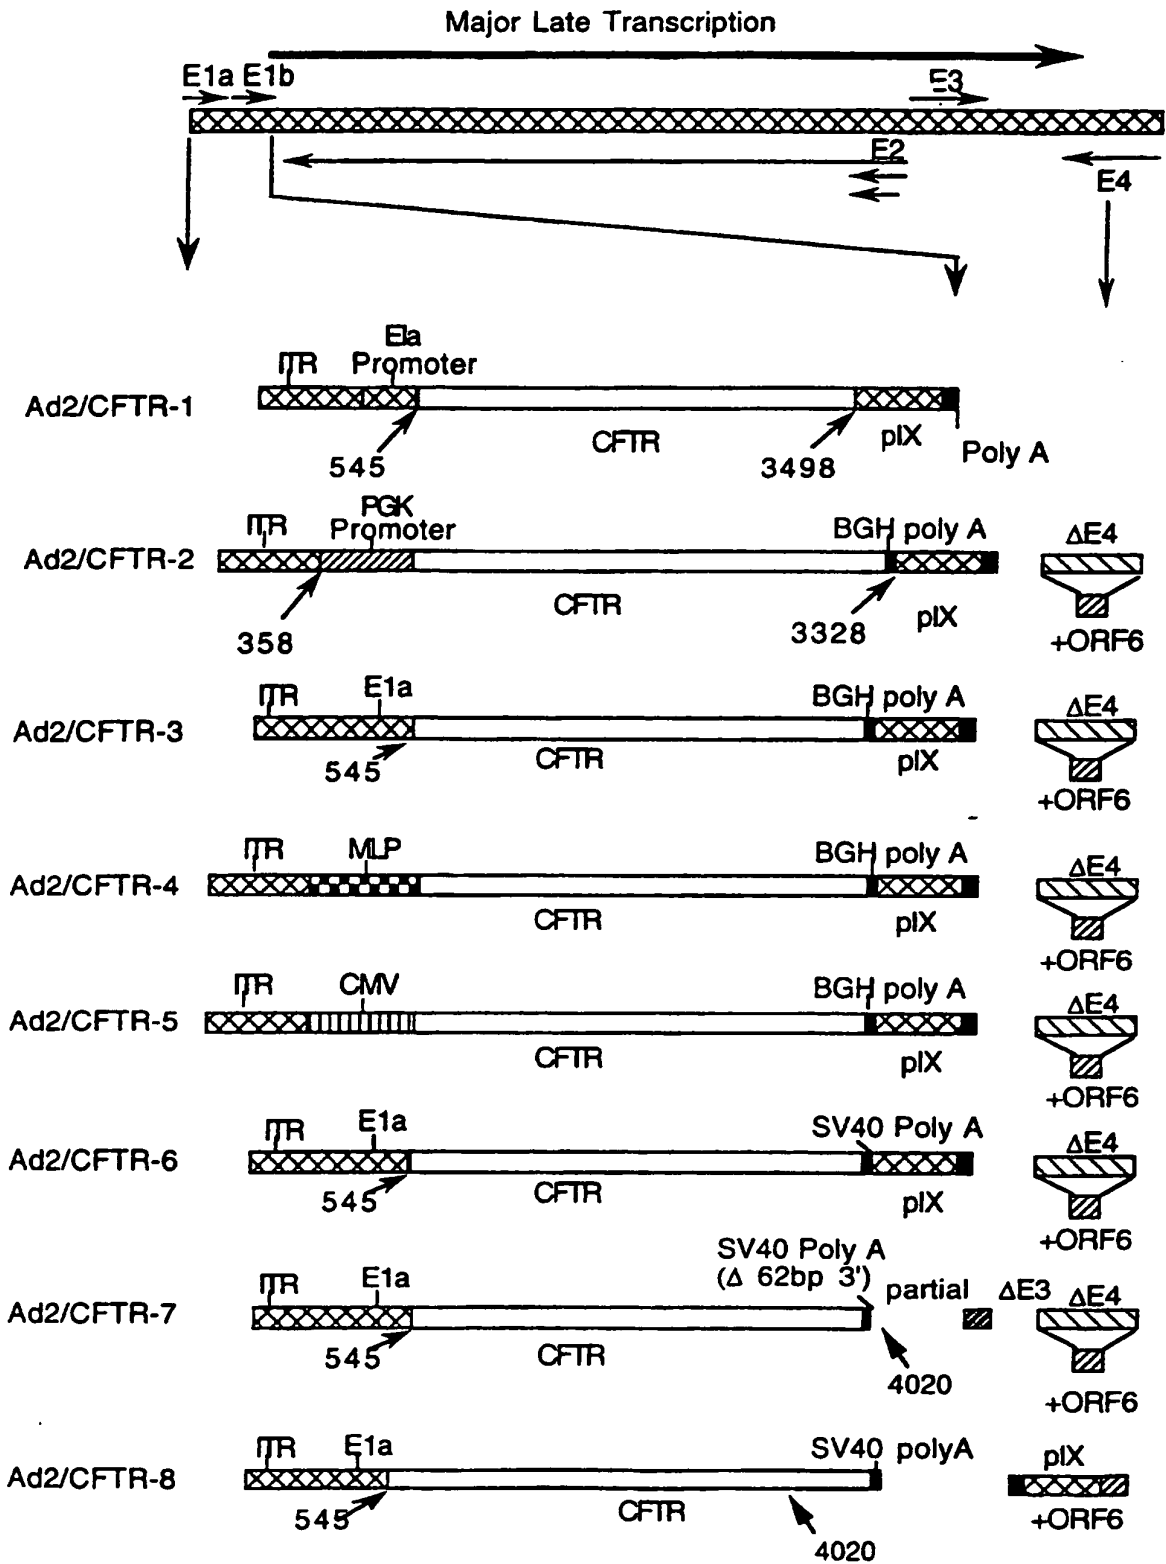 Major Late Transcription
E1a E1b
E3
E2
E4
EIa
ITR Promoter
Ad2/CFTR-1
CFTR
pIX
545
3498
Poly A
PGK
ITR Promoter
BGH poly A
ΔE4
Ad2/CFTR-2
CFTR
pIX
358
3328
+ORF6
ITR
E1a
BGH poly A
ΔE4
Ad2/CFTR-3
545
CFTR
pIX
+ORF6
ITR
MLP
BGH poly A
ΔE4
Ad2/CFTR-4
CFTR
pIX
+ORF6
ITR
CMV
BGH poly A
ΔE4
Ad2/CFTR-5
CFTR
pIX
+ORF6
ITR
E1a
SV40 Poly A
ΔE4
Ad2/CFTR-6
545
CFTR
pIX
+ORF6
SV40 Poly A
(Δ 62bp 3')
ITR
E1a
partial ΔE3
ΔE4
Ad2/CFTR-7
545
CFTR
4020
+ORF6
ITR
E1a
SV40 polyA
pIX
Ad2/CFTR-8
545
CFTR
4020
+ORF6